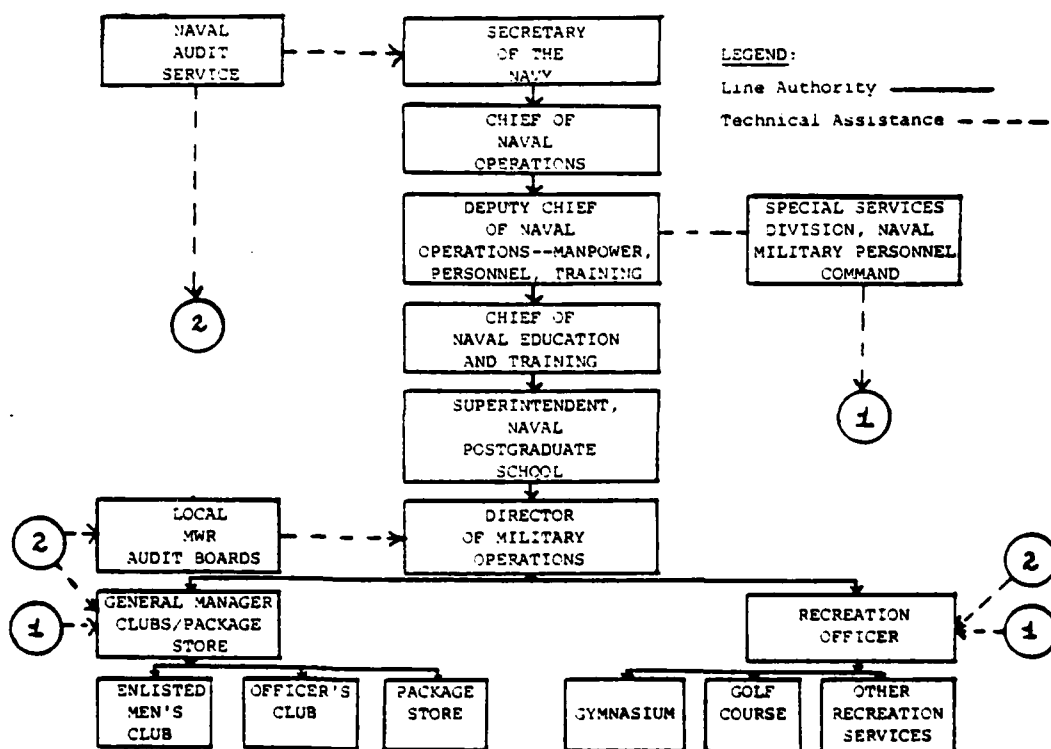 NAVAL
AUDIT
SERVICE
SECRETARY
OF THE
NAVY
LEGEND:
Line Authority
Technical Assistance
CHIEF OF
NAVAL
OPERATIONS
DEPUTY CHIEF
OF NAVAL
OPERATIONS--MANPOWER,
PERSONNEL, TRAINING
SPECIAL SERVICES
DIVISION, NAVAL
MILITARY PERSONNEL
COMMAND
2
CHIEF OF
NAVAL EDUCATION
AND TRAINING
1
SUPERINTENDENT,
NAVAL
POSTGRADUATE
SCHOOL
LOCAL
MWR
AUDIT BOARDS
DIRECTOR
OF MILITARY
OPERATIONS
2
1
GENERAL MANAGER
CLUBS/PACKAGE
STORE
RECREATION
OFFICER
2
1
ENLISTED
MEN'S
CLUB
OFFICER'S
CLUB
PACKAGE
STORE
GYMNASIUM
GOLF
COURSE
OTHER
RECREATION
SERVICES